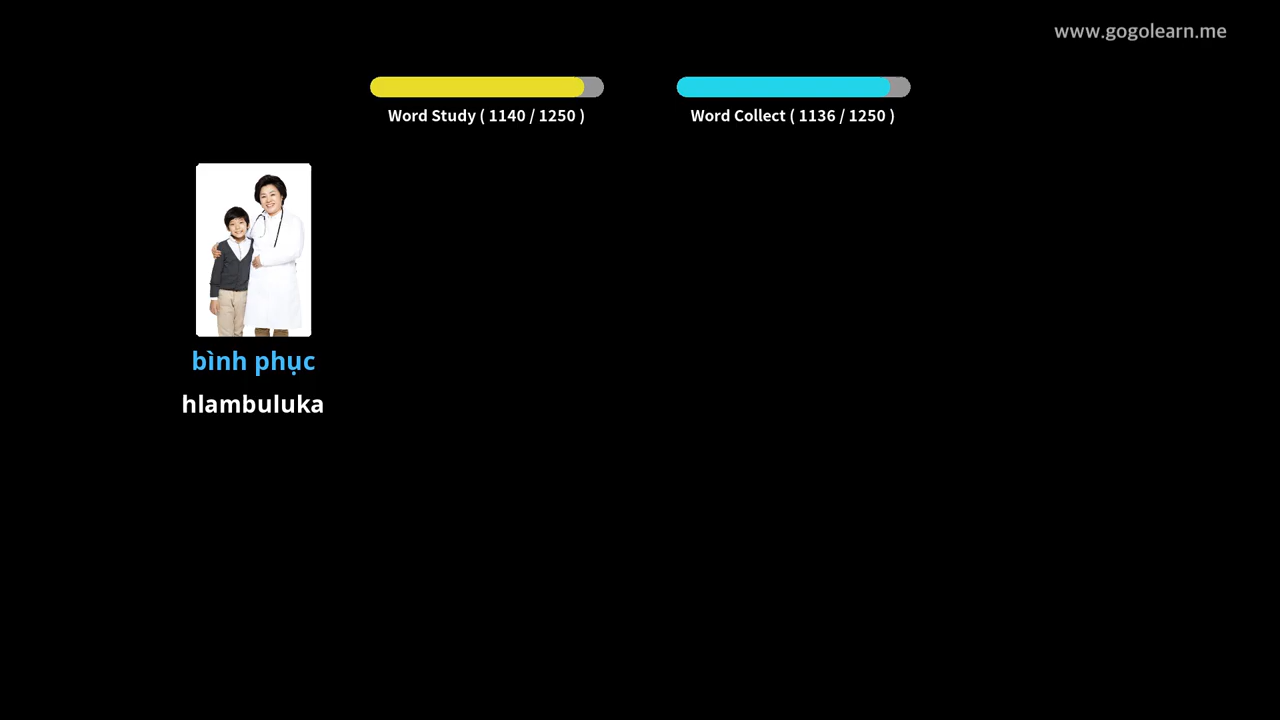 www.gogolearn.me
Word Study ( 1140 / 1250 )
Word Collect ( 1136 / 1250 )
bình phục
hlambuluka